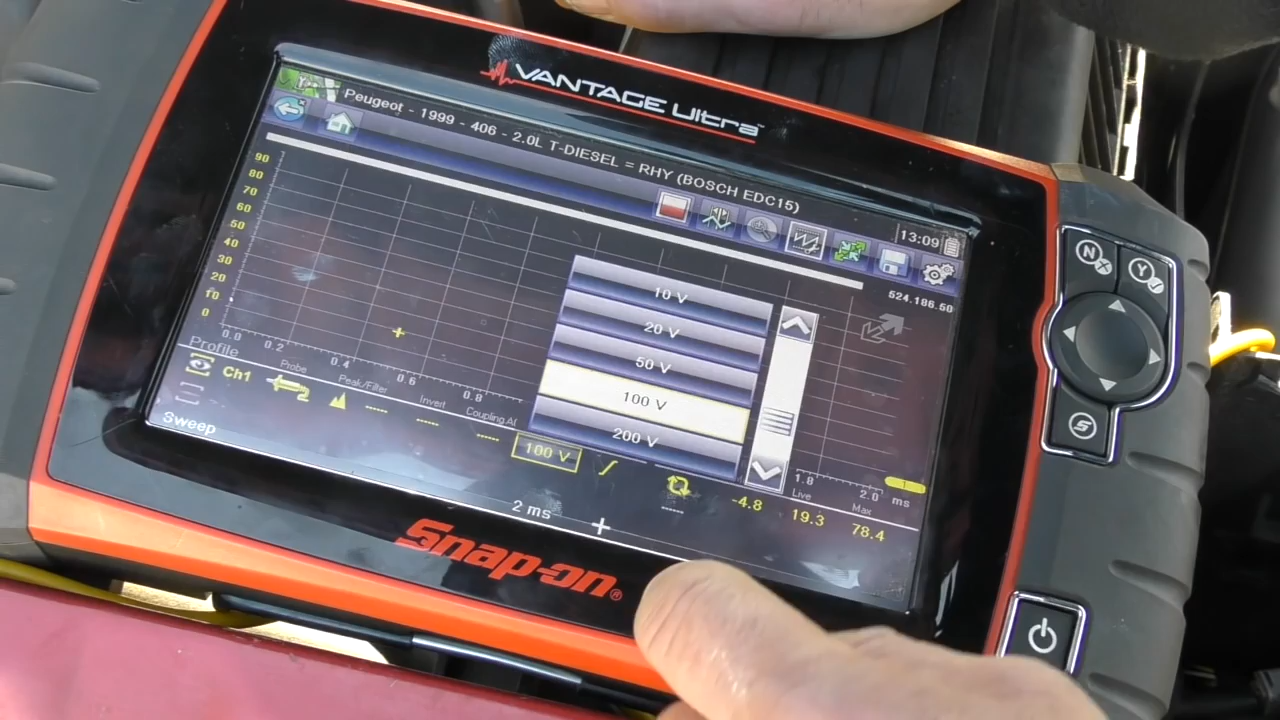 VANTAGE Ultra™
Peugeot - 1999 - 406 - 2.0L T-DIESEL = RHY (BOSCH EDC15)
13:09
524.186.50
90
80
70
60
50
40
30
20
10
0
0.0 0.2 0.4 0.6 0.8 1.8 2.0 ms
10 V
20 V
50 V
100 V
200 V
Profile Probe Peak/Filter Invert Coupling.A Live Max
Ch1 ----- ----- ----- 100 V ----- -4.8 19.3 78.4
1
Sweep 2 ms
Snap-on®
N
Y
S